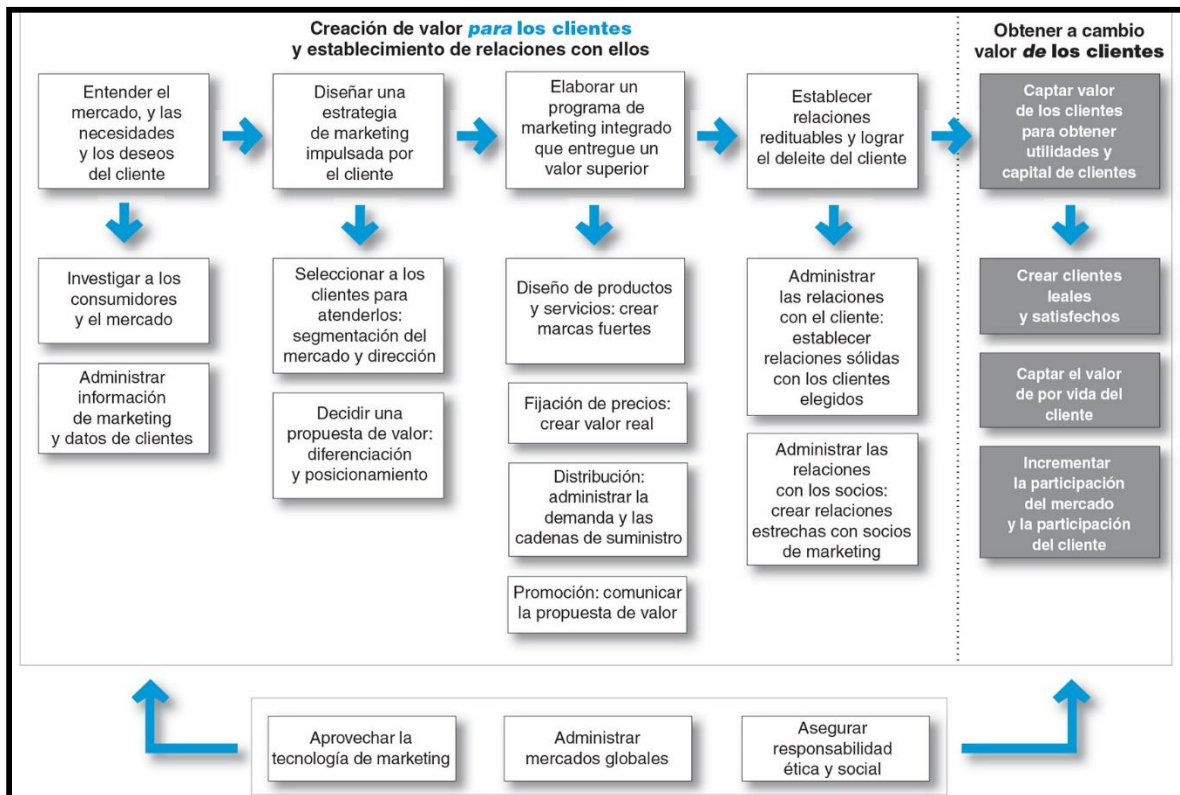 Creación de valor para los clientes
y establecimiento de relaciones con ellos
Obtener a cambio
valor de los clientes
Entender el
mercado, y las
necesidades
y los deseos
del cliente
Diseñar una
estrategia
de marketing
impulsada por
el cliente
Elaborar un
programa de
marketing integrado
que entregue un
valor superior
Establecer
relaciones
redituables y lograr
el deleite del cliente
Captar valor
de los clientes
para obtener
utilidades y
capital de clientes
Investigar a los
consumidores
y el mercado
Administrar
información
de marketing
y datos de clientes
Seleccionar a los
clientes para
atenderlos:
segmentación del
mercado y dirección
Decidir una
propuesta de valor:
diferenciación
y posicionamiento
Diseño de productos
y servicios: crear
marcas fuertes
Fijación de precios:
crear valor real
Distribución:
administrar la
demanda y las
cadenas de suministro
Promoción: comunicar
la propuesta de valor
Administrar
las relaciones
con el cliente:
establecer
relaciones sólidas
con los clientes
elegidos
Administrar las
relaciones
con los socios:
crear relaciones
estrechas con socios
de marketing
Crear clientes
leales
y satisfechos
Captar el valor
de por vida del
cliente
Incrementar
la participación
del mercado
y la participación
del cliente
Aprovechar la
tecnología de marketing
Administrar
mercados globales
Asegurar
responsabilidad
ética y social